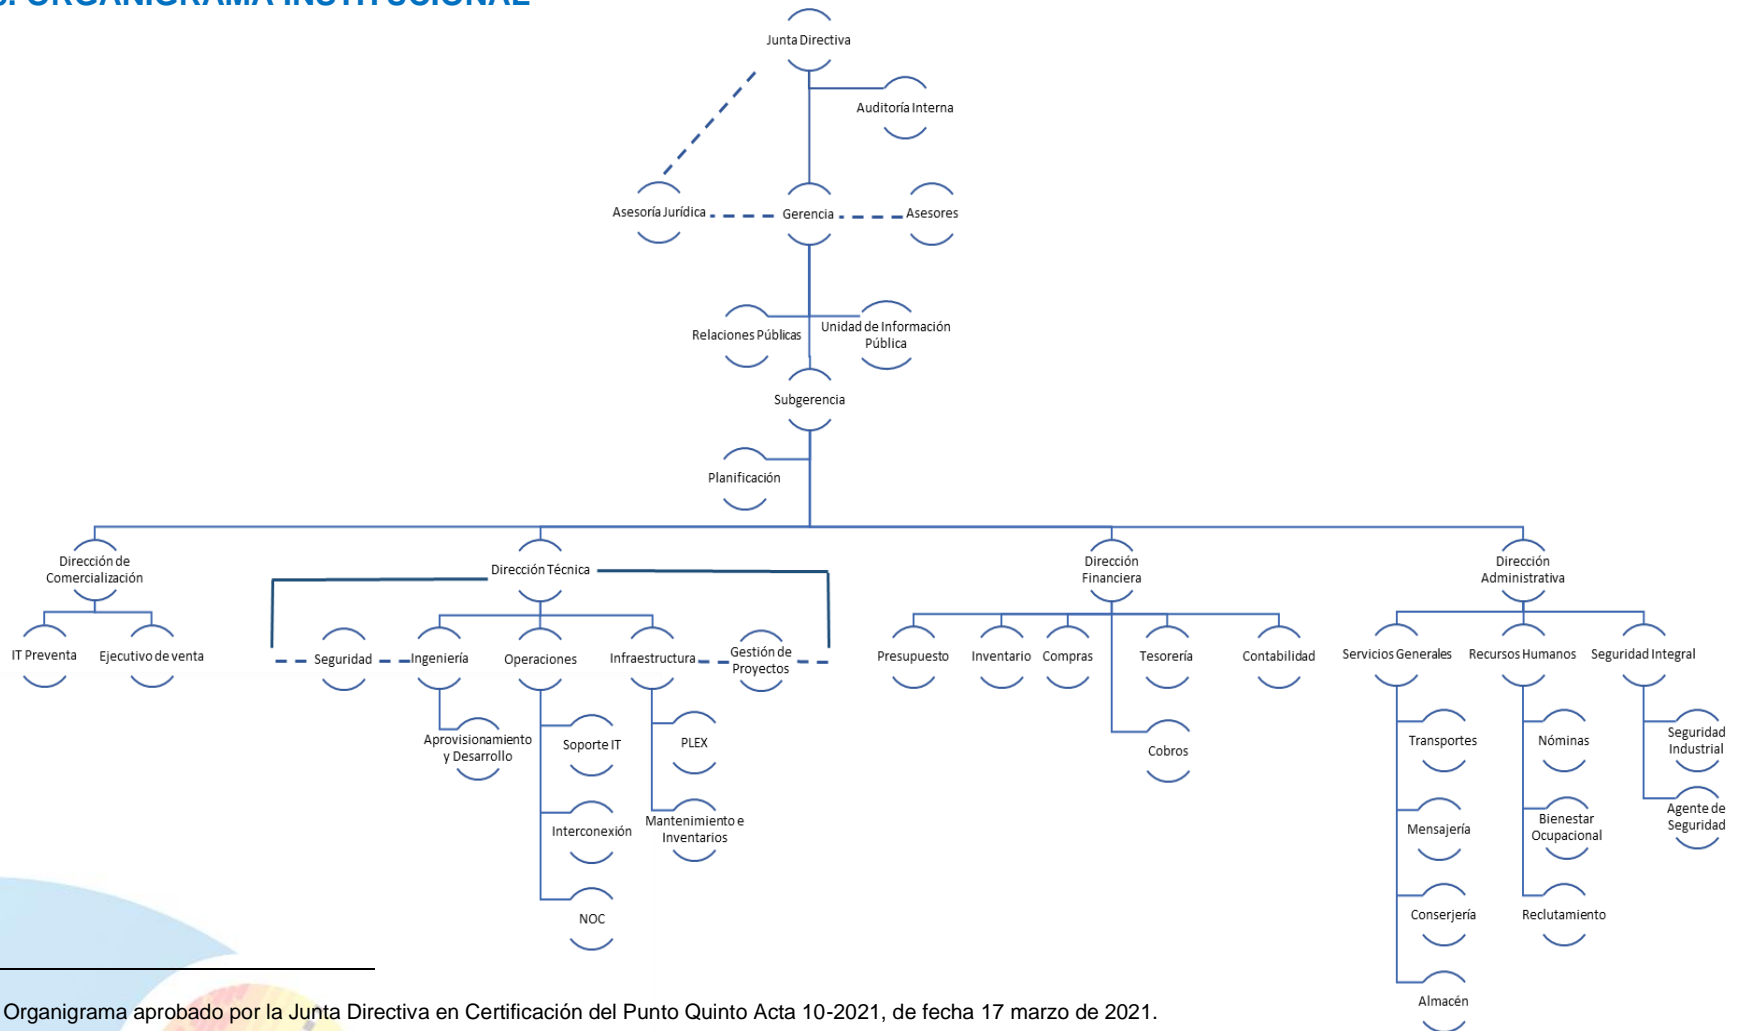 ORGANIGRAMA INSTITUCIONAL
Junta Directiva
Auditoría Interna
Asesoría Jurídica
Gerencia
Asesores
Relaciones Públicas
Unidad de Información
Pública
Subgerencia
Planificación
Dirección de
Comercialización
Dirección Técnica
Dirección
Financiera
Dirección
Administrativa
IT Preventa
Ejecutivo de venta
Seguridad
Ingeniería
Operaciones
Infraestructura
Gestión de
Proyectos
Presupuesto
Inventario
Compras
Tesorería
Contabilidad
Servicios Generales
Recursos Humanos
Seguridad Integral
Aprovisionamiento
y Desarrollo
Soporte IT
PLEX
Cobros
Transportes
Nóminas
Seguridad
Industrial
Interconexión
Mantenimiento e
Inventarios
Mensajería
Bienestar
Ocupacional
Agente de
Seguridad
NOC
Conserjería
Reclutamiento
Almacén
Organigrama aprobado por la Junta Directiva en Certificación del Punto Quinto Acta 10-2021, de fecha 17 marzo de 2021.